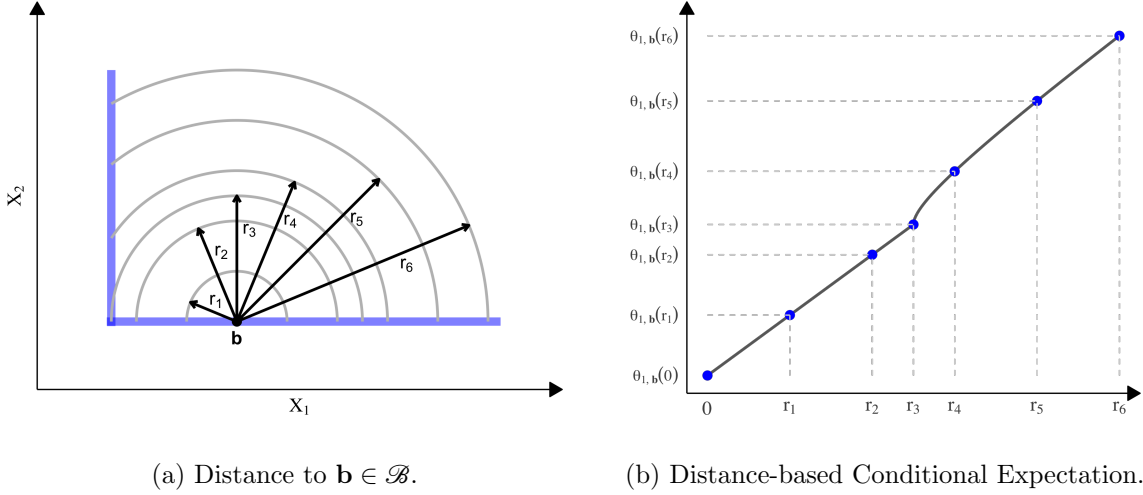 X₂
r₁
r₂
r₃
r₄
r₅
r₆
b
X₁
(a) Distance to b ∈ ℬ.
θ₁,b(r₆)
θ₁,b(r₅)
θ₁,b(r₄)
θ₁,b(r₃)
θ₁,b(r₂)
θ₁,b(r₁)
θ₁,b(0)
0 r₁ r₂ r₃ r₄ r₅ r₆
(b) Distance-based Conditional Expectation.